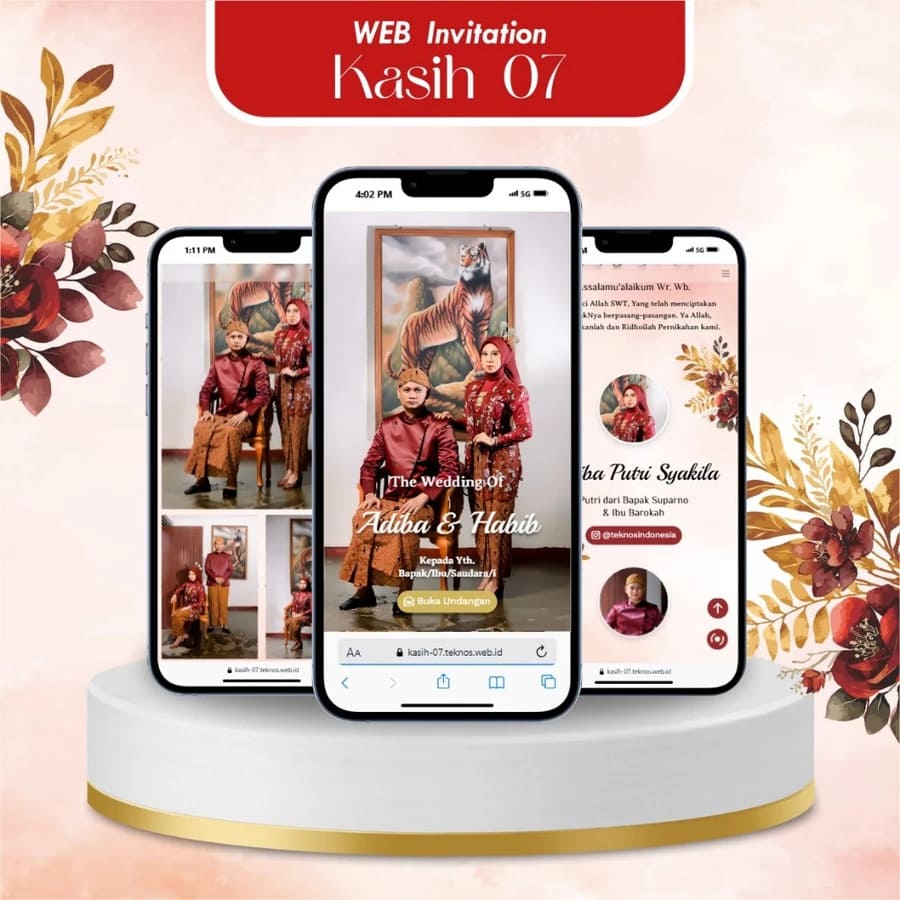 WEB Invitation
Kasih 07
1:11 PM
kasih-07.teknos.web.id
4:02 PM
5G
The Wedding Of
Adiba & Habib
Kepada Yth.
Bapak/Ibu/Saudara/i
Buka Undangan
AA
kasih-07.teknos.web.id
5G
ssalamu'alaikum Wr. Wb.
ci Allah SWT, Yang telah menciptakan
kNya berpasang-pasangan. Ya Allah,
kanlah dan Ridhoilah Pernikahan kami.
ba Putri Syakila
Putri dari Bapak Suparno
& Ibu Barokah
@teknosindonesia
kasih-07.teknos.web.id